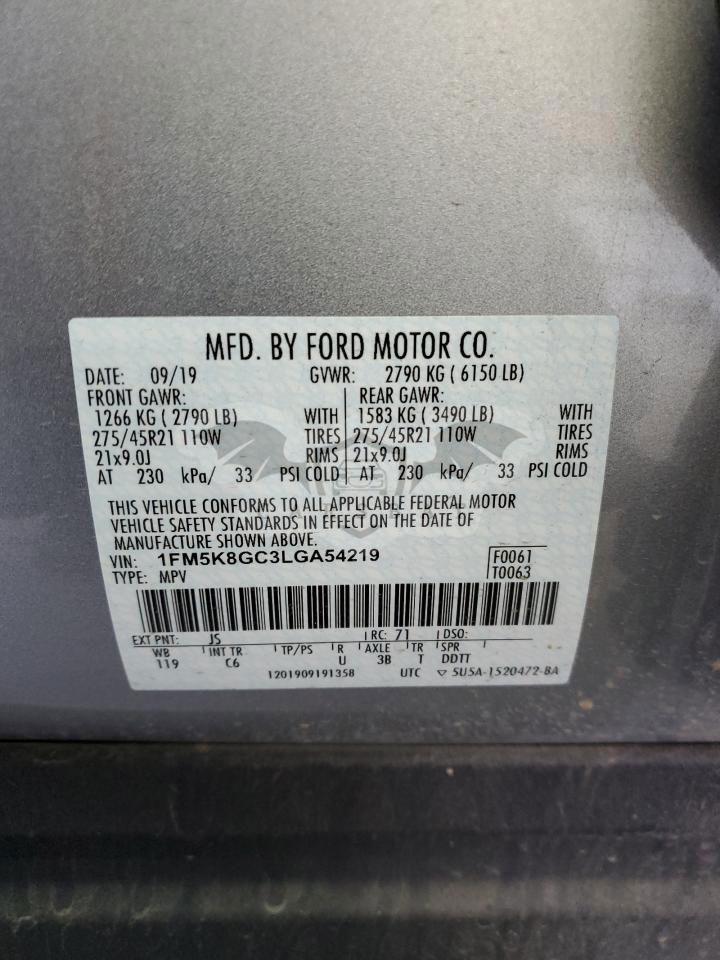 MFD. BY FORD MOTOR CO.
DATE: 09/19 GVWR: 2790 KG ( 6150 LB)
FRONT GAWR: REAR GAWR:
1266 KG ( 2790 LB) WITH 1583 KG ( 3490 LB) WITH
275/45R21 110W TIRES 275/45R21 110W TIRES
21x9.0J RIMS 21x9.0J RIMS
AT 230 kPa/ 33 PSI COLD AT 230 kPa/ 33 PSI COLD
THIS VEHICLE CONFORMS TO ALL APPLICABLE FEDERAL MOTOR
VEHICLE SAFETY STANDARDS IN EFFECT ON THE DATE OF
MANUFACTURE SHOWN ABOVE.
VIN: 1FM5K8GC3LGA54219 F0061
TYPE: MPV T0063
EXT PNT: JS RC: 71 DSO:
WB INT TR TP/PS R AXLE TR SPR
119 C6 U 3B T DDTT
1201909191358 UTC ▽ 5U5A-1520472-BA